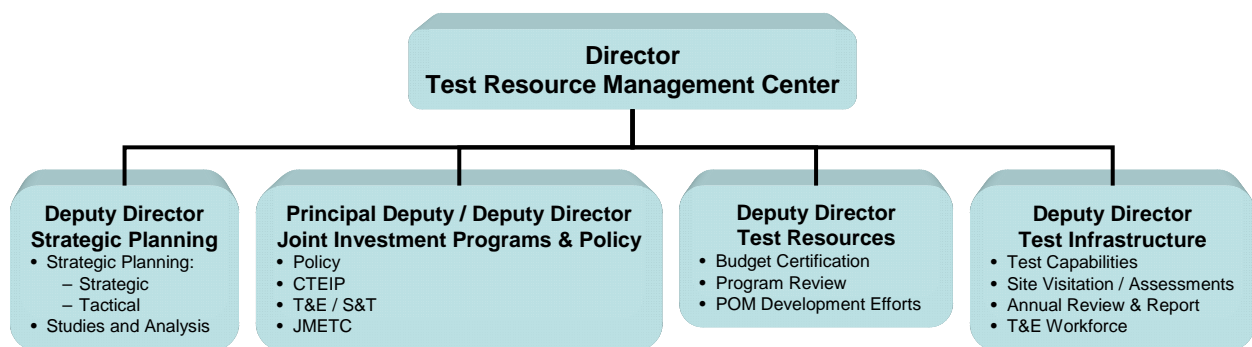 Director
Test Resource Management Center
Deputy Director
Strategic Planning
• Strategic Planning:
– Strategic
– Tactical
• Studies and Analysis
Principal Deputy / Deputy Director
Joint Investment Programs & Policy
• Policy
• CTEIP
• T&E / S&T
• JMETC
Deputy Director
Test Resources
• Budget Certification
• Program Review
• POM Development Efforts
Deputy Director
Test Infrastructure
• Test Capabilities
• Site Visitation / Assessments
• Annual Review & Report
• T&E Workforce